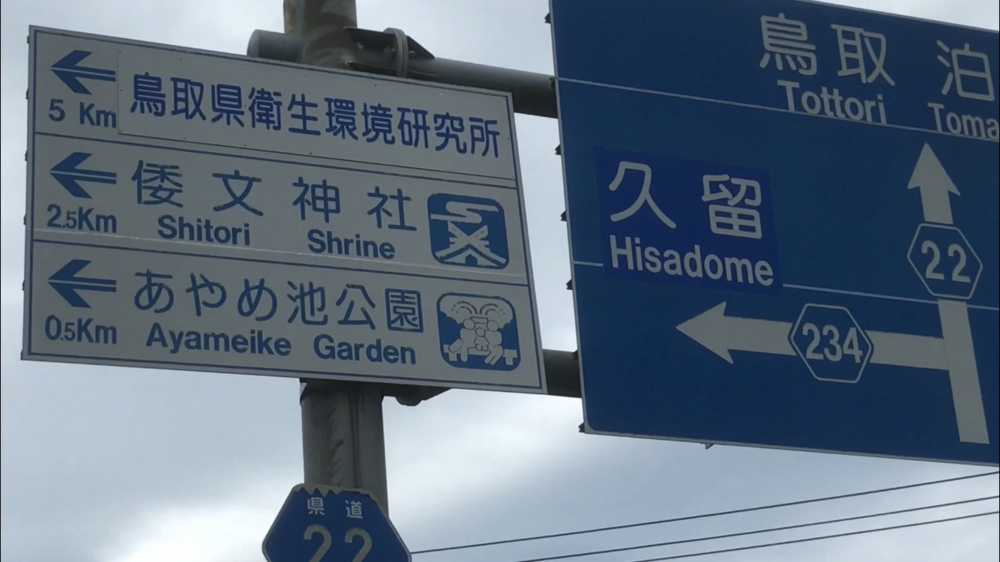 鳥取県衛生環境研究所
5 Km
倭文神社
2.5Km Shitori Shrine
あやめ池公園
0.5Km Ayameike Garden
鳥取 泊
Tottori Toma
久留
Hisadome
22
234
県道
22